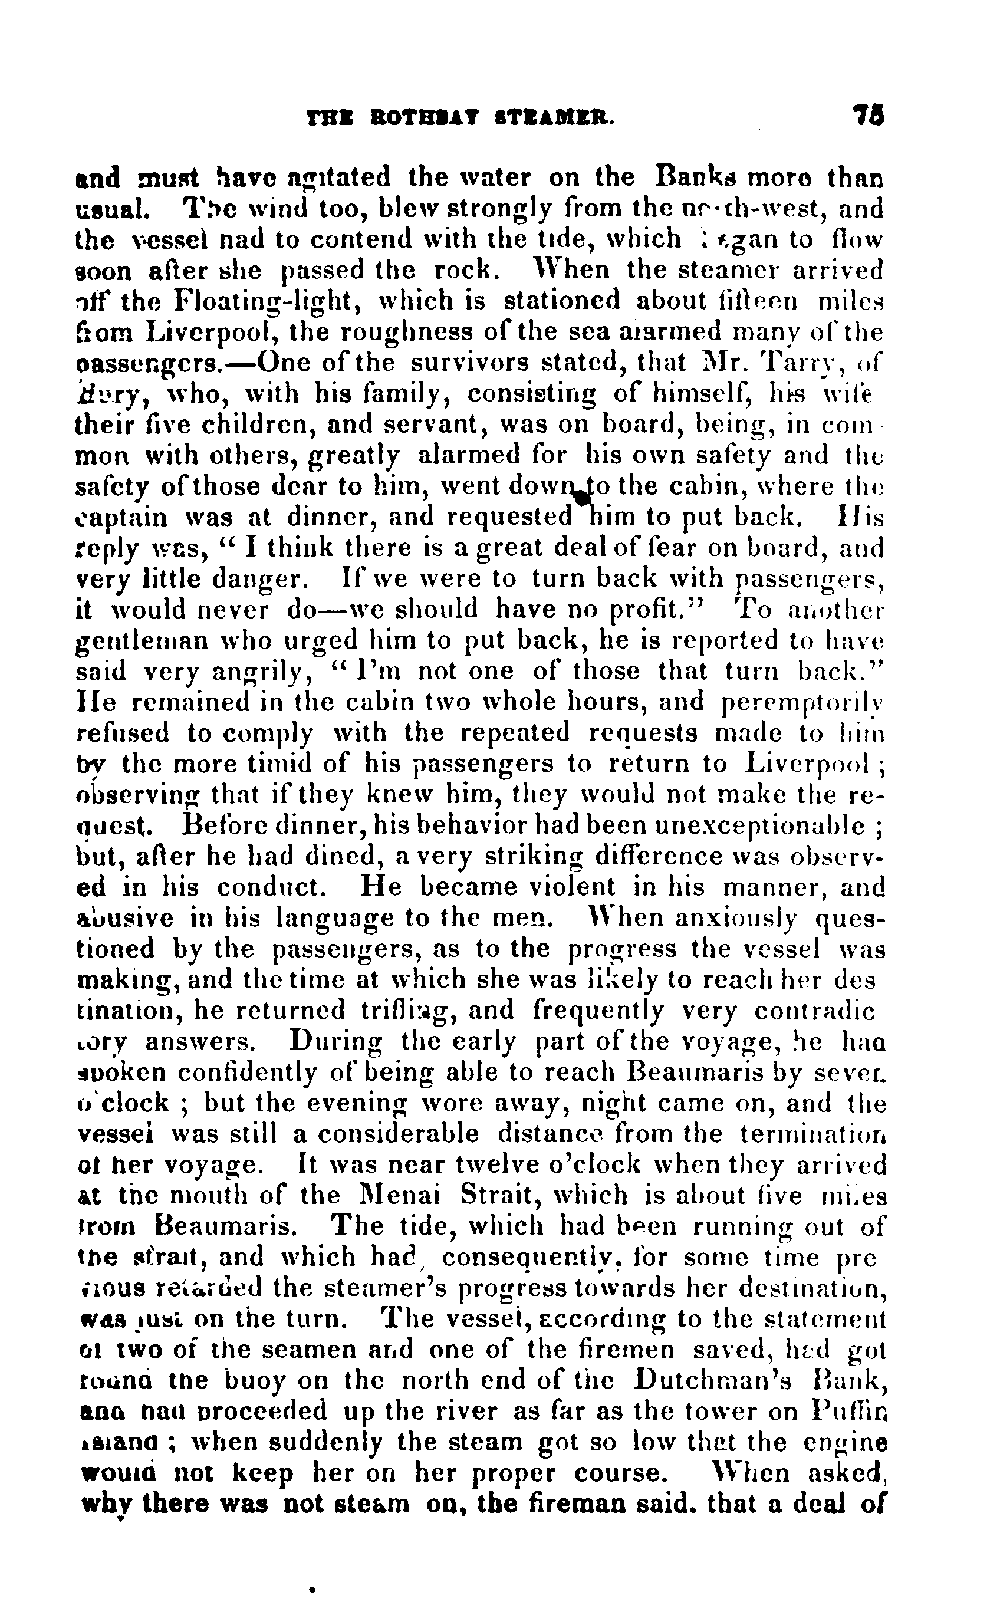 THE ROTHSAY STEAMER. 75
and must have agitated the water on the Banks more than
usual. The wind too, blew strongly from the north-west, and
the vessel had to contend with the tide, which began to flow
soon after she passed the rock. When the steamer arrived
off the Floating-light, which is stationed about fifteen miles
from Liverpool, the roughness of the sea alarmed many of the
passengers.—One of the survivors stated, that Mr. Tarry, of
Bury, who, with his family, consisting of himself, his wife
their five children, and servant, was on board, being, in com-
mon with others, greatly alarmed for his own safety and the
safety of those dear to him, went down to the cabin, where the
captain was at dinner, and requested him to put back. His
reply was, “ I think there is a great deal of fear on board, and
very little danger. If we were to turn back with passengers,
it would never do—we should have no profit.” To another
gentleman who urged him to put back, he is reported to have
said very angrily, “ I’m not one of those that turn back.”
He remained in the cabin two whole hours, and peremptorily
refused to comply with the repeated requests made to him
by the more timid of his passengers to return to Liverpool ;
observing that if they knew him, they would not make the re-
quest. Before dinner, his behavior had been unexceptionable ;
but, after he had dined, a very striking difference was observ-
ed in his conduct. He became violent in his manner, and
abusive in his language to the men. When anxiously ques-
tioned by the passengers, as to the progress the vessel was
making, and the time at which she was likely to reach her des
tination, he returned trifling, and frequently very contradic
tory answers. During the early part of the voyage, he had
spoken confidently of being able to reach Beaumaris by seven
o’clock ; but the evening wore away, night came on, and the
vessel was still a considerable distance from the termination
of her voyage. It was near twelve o’clock when they arrived
at the mouth of the Menai Strait, which is about five miles
from Beaumaris. The tide, which had been running out of
the strait, and which had, consequently, for some time pre
vious retarded the steamer’s progress towards her destination,
was just on the turn. The vessel, according to the statement
of two of the seamen and one of the firemen saved, had got
round the buoy on the north end of the Dutchman’s Bank,
and had proceeded up the river as far as the tower on Puffin
island ; when suddenly the steam got so low that the engine
would not keep her on her proper course. When asked,
why there was not steam on, the fireman said. that a deal of